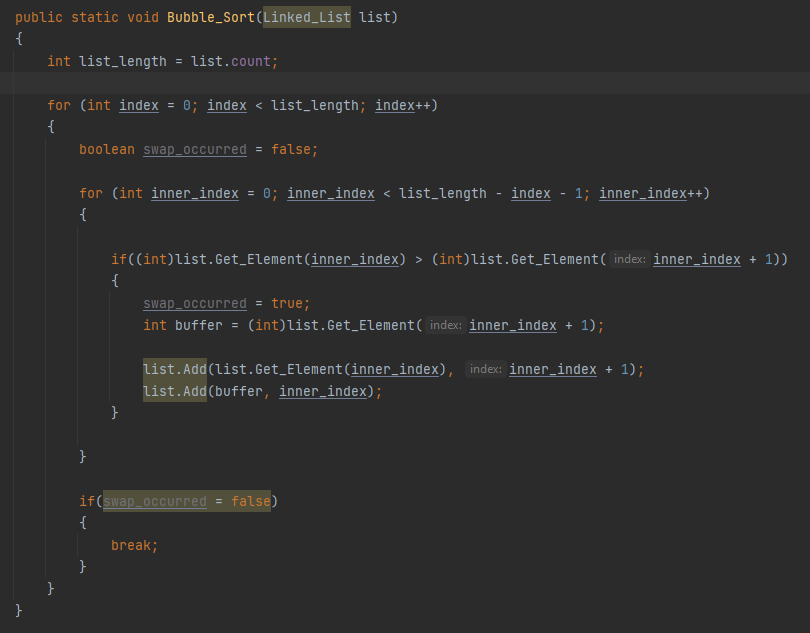 public static void Bubble_Sort(Linked_List list)
{
    int list_length = list.count;

    for (int index = 0; index < list_length; index++)
    {
        boolean swap_occurred = false;

        for (int inner_index = 0; inner_index < list_length - index - 1; inner_index++)
        {

            if((int)list.Get_Element(inner_index) > (int)list.Get_Element( index: inner_index + 1))
            {
                swap_occurred = true;
                int buffer = (int)list.Get_Element( index: inner_index + 1);

                list.Add(list.Get_Element(inner_index), index: inner_index + 1);
                list.Add(buffer, inner_index);
            }

        }

        if(swap_occurred = false)
        {
            break;
        }
    }
}